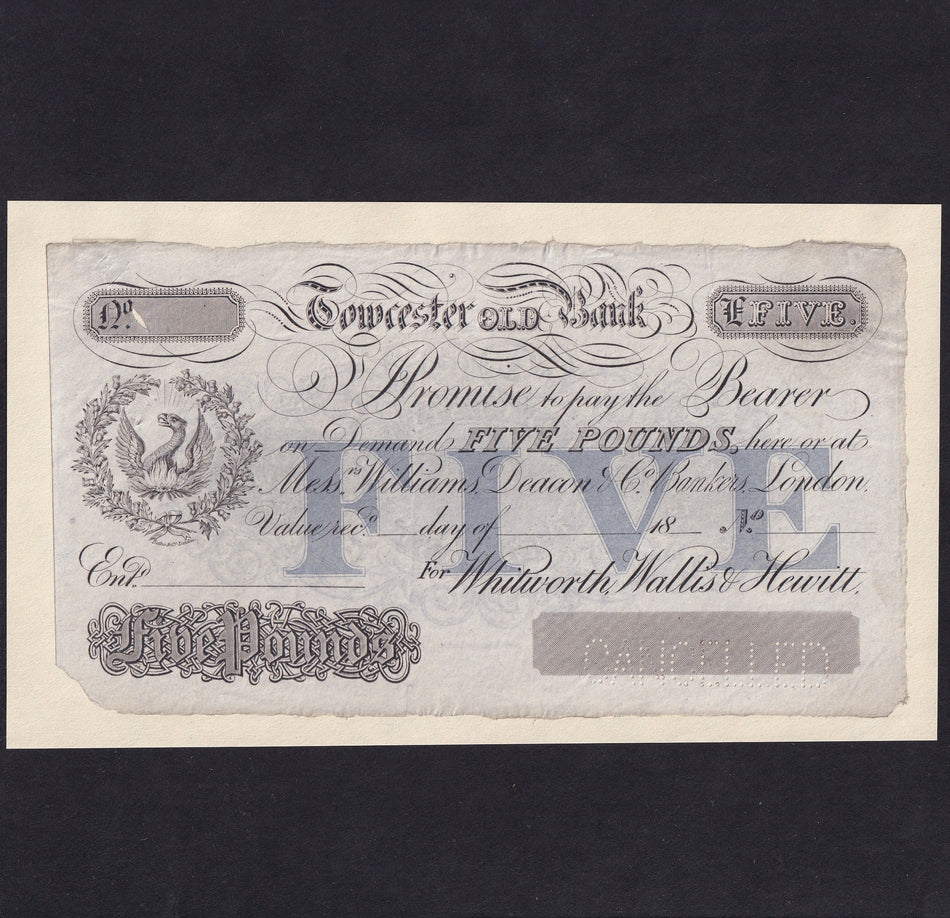 No.
Towcester OLD Bank
£FIVE.
I Promise to pay the Bearer
on Demand FIVE POUNDS, here or at
Messrs. Williams, Deacon & Co. Bankers, London.
Value recd. day of 18
FIVE
Entd. For Whitworth, Wallis & Hewitt.
Five Pounds
CANCELLED